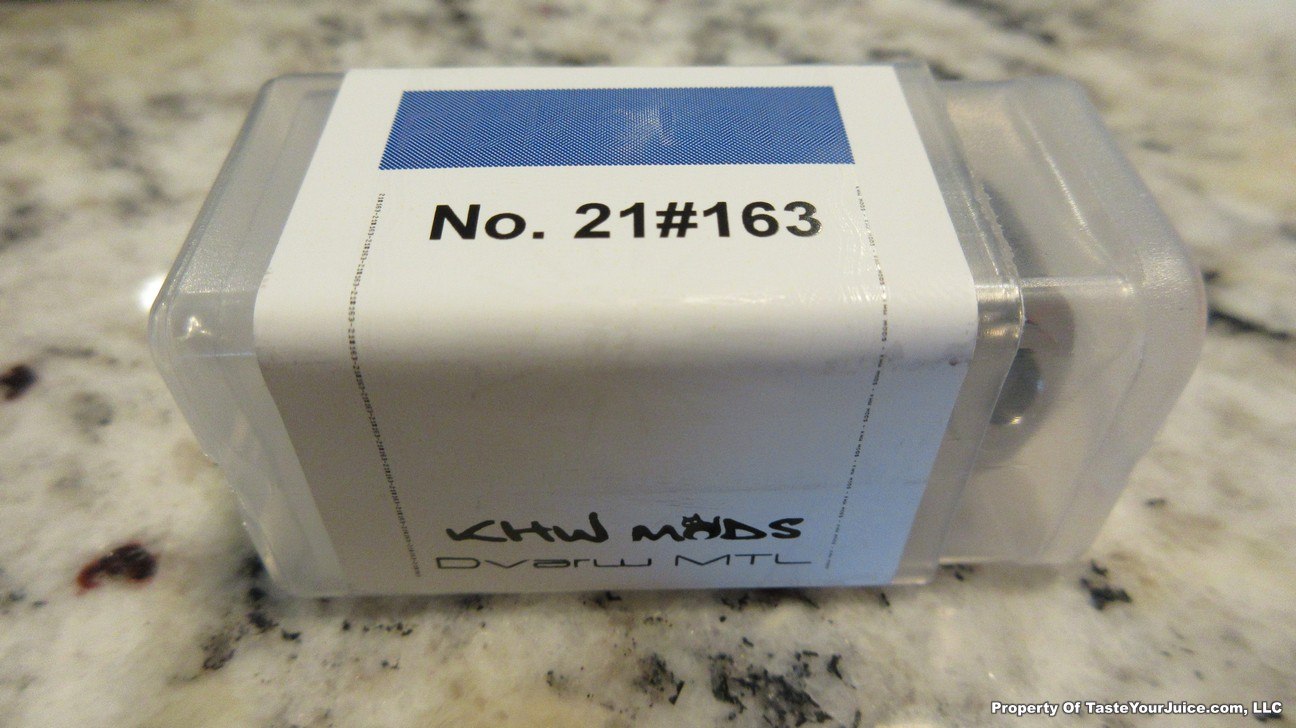 No. 21#163
KHW MODS
Dvarw MTL
Property Of TasteYourJuice.com, LLC